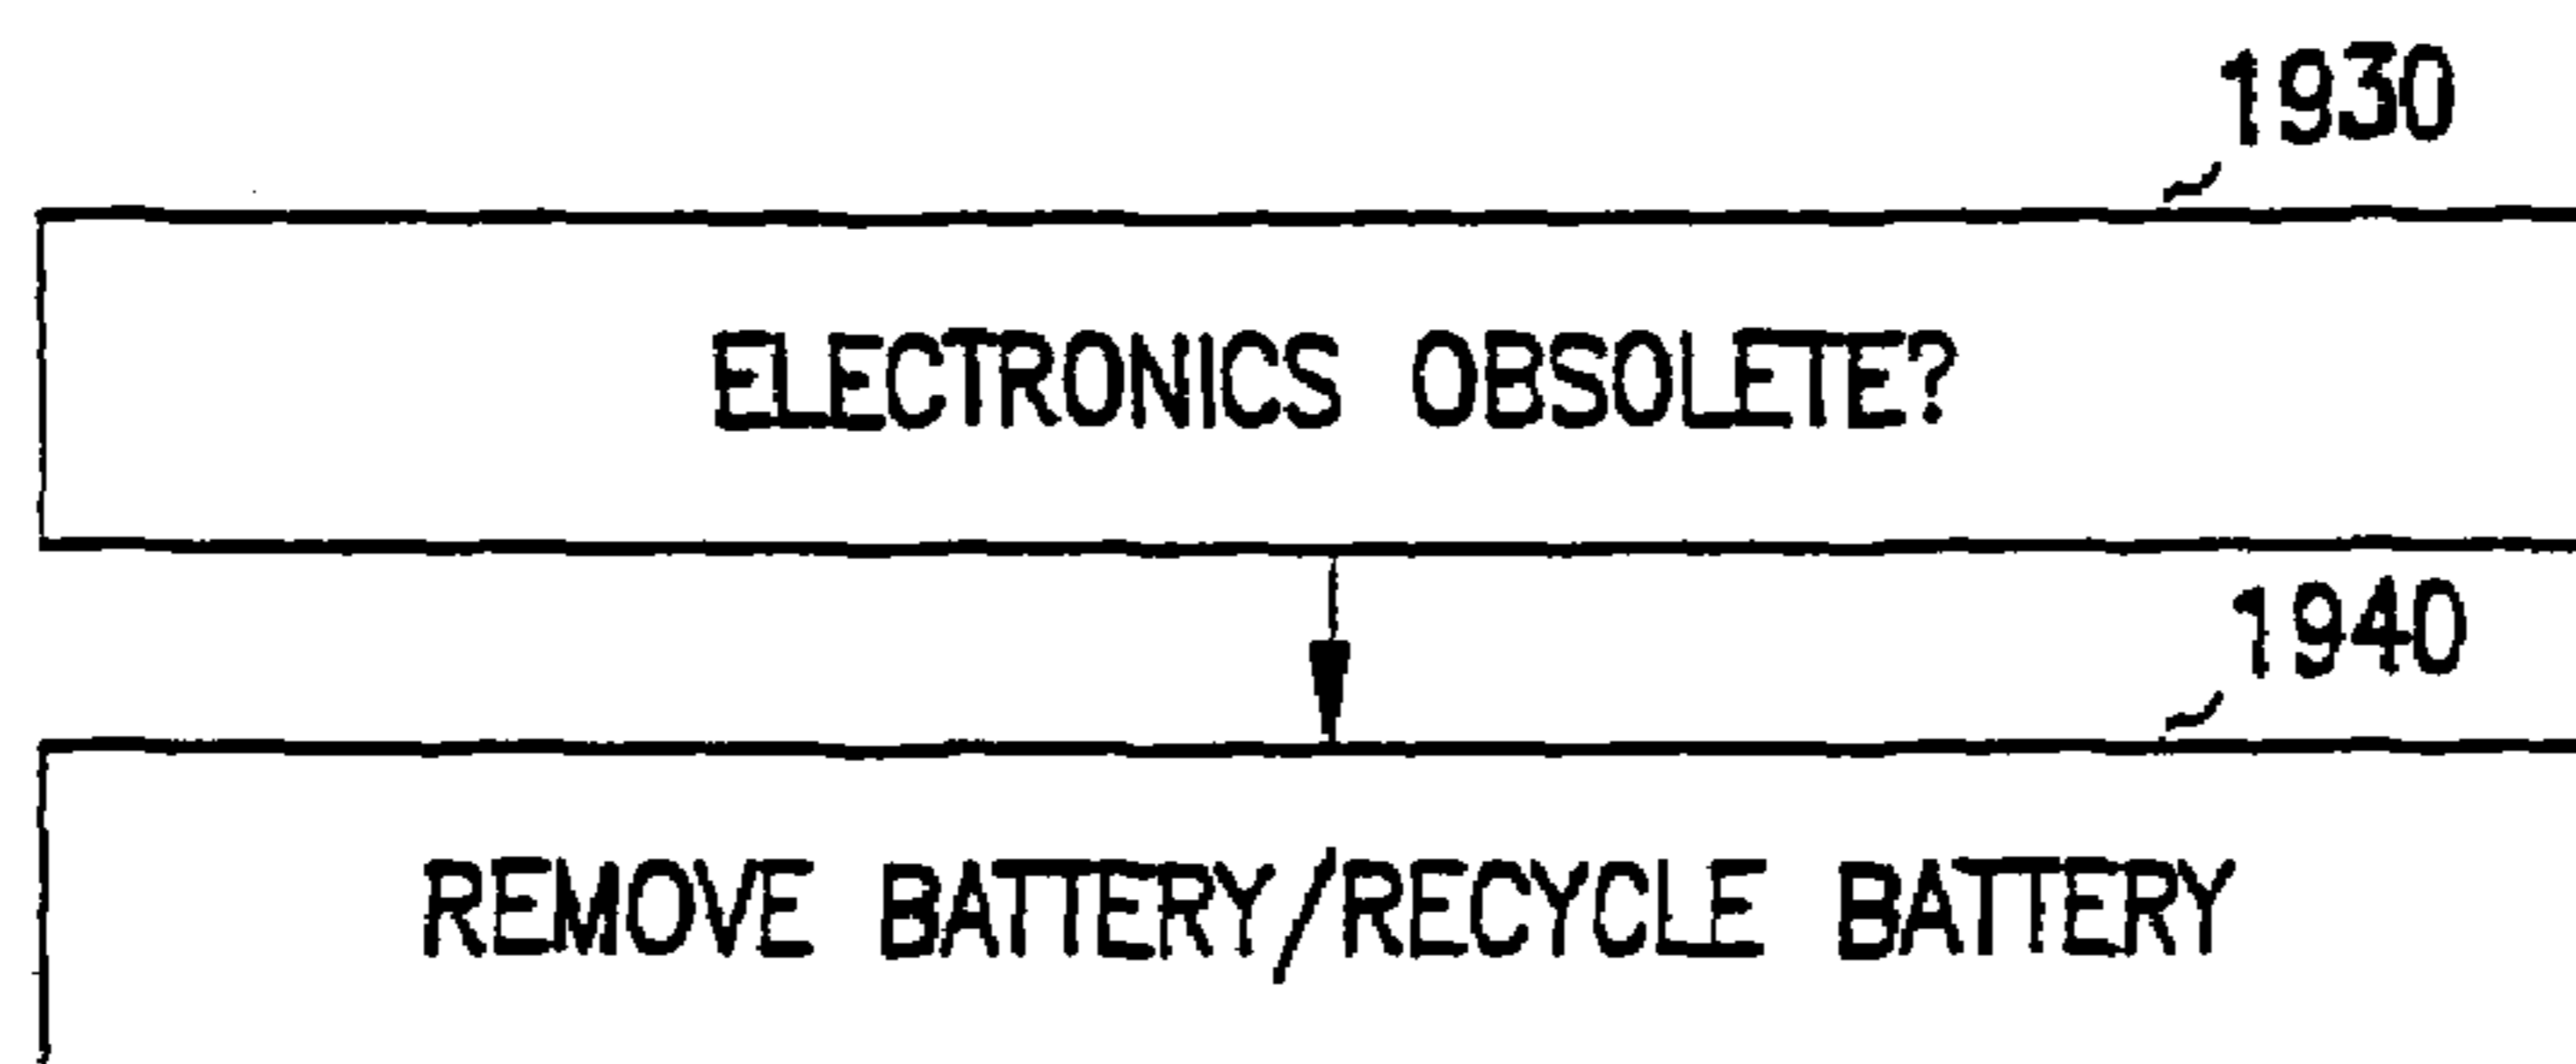 1930
ELECTRONICS OBSOLETE?
1940
REMOVE BATTERY/RECYCLE BATTERY